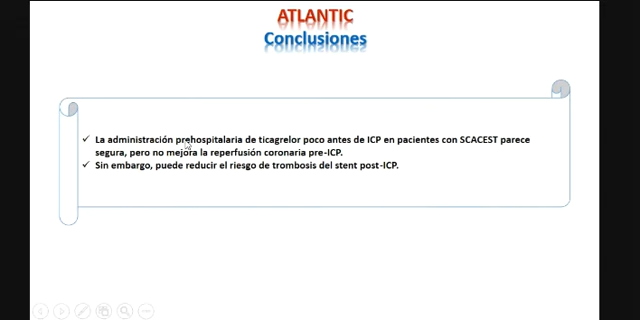 ATLANTIC
Conclusiones
✓ La administración prehospitalaria de ticagrelor poco antes de ICP en pacientes con SCACEST parece
segura, pero no mejora la reperfusión coronaria pre-ICP.
✓ Sin embargo, puede reducir el riesgo de trombosis del stent post-ICP.